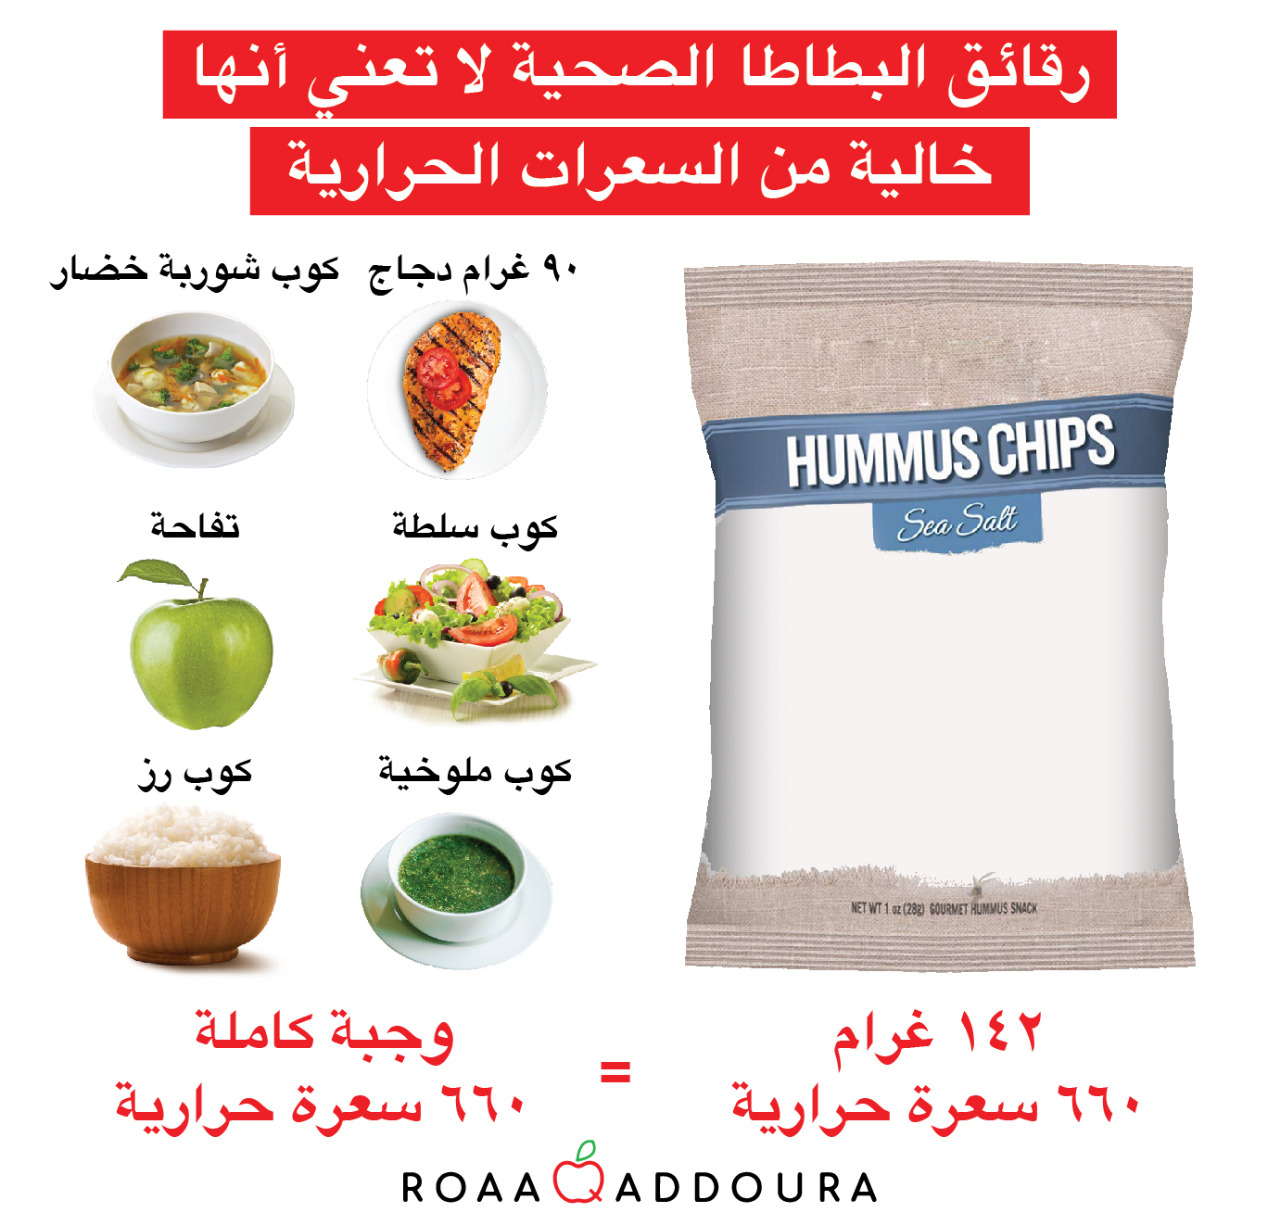 رقائق البطاطا الصحية لا تعني أنها
خالية من السعرات الحرارية
٩٠ غرام دجاج
كوب شوربة خضار
كوب سلطة
تفاحة
كوب ملوخية
كوب رز
HUMMUS CHIPS
Sea Salt
NET WT 1 oz (28g) GOURMET HUMMUS SNACK
١٤٢ غرام
٦٦٠ سعرة حرارية
=
وجبة كاملة
٦٦٠ سعرة حرارية
ROAA QADDOURA